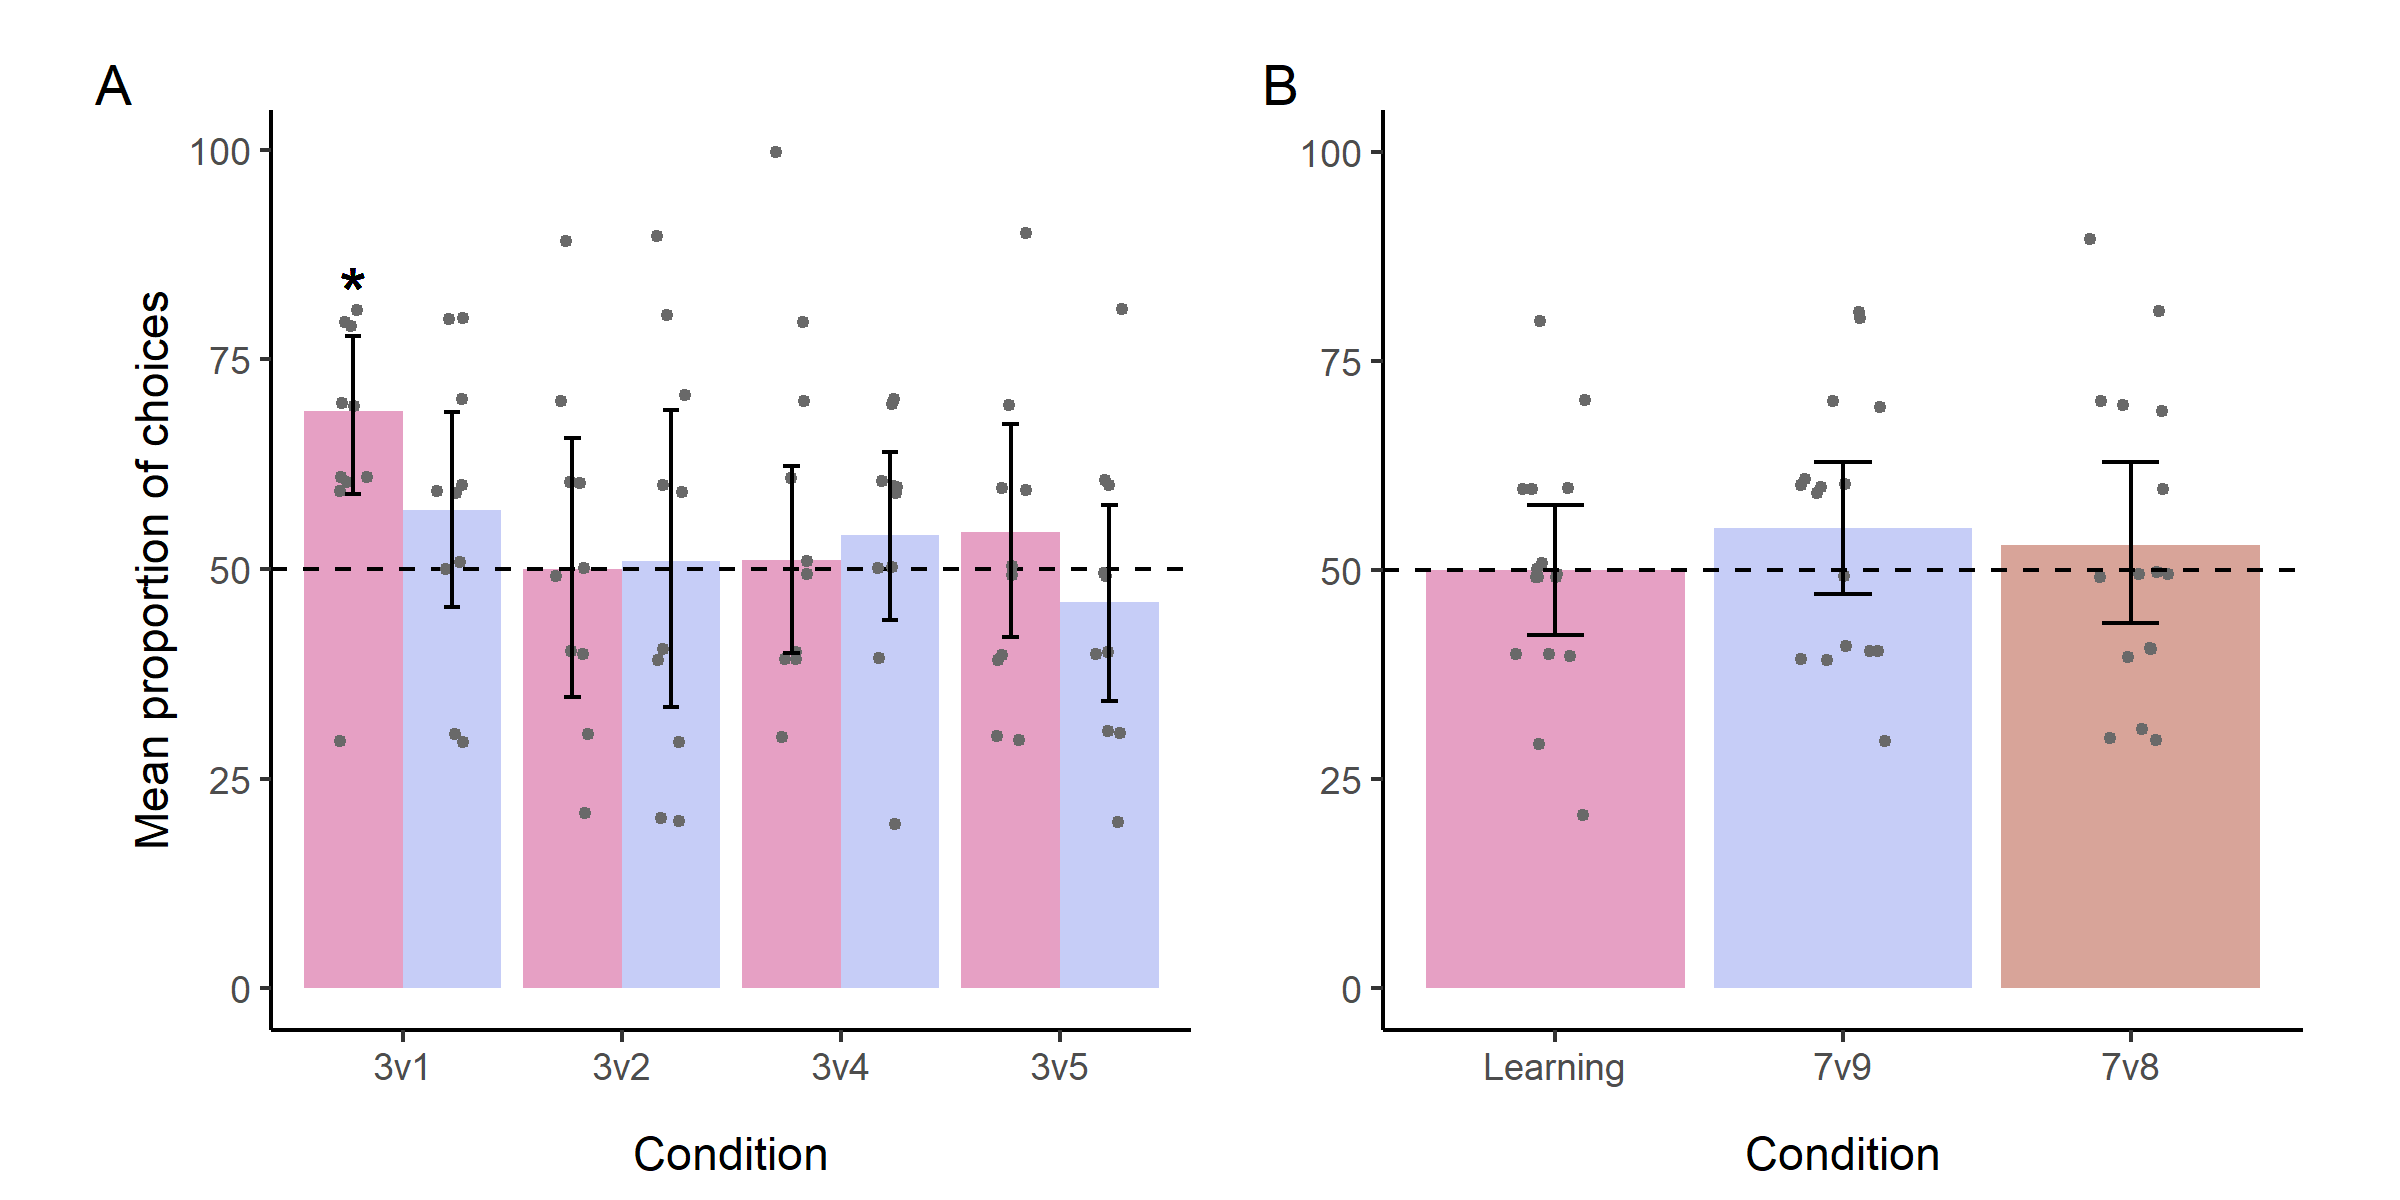 A
B
Mean proportion of choices
100
75
50
25
0
*
3v1
3v2
3v4
3v5
Condition
100
75
50
25
0
Learning
7v9
7v8
Condition